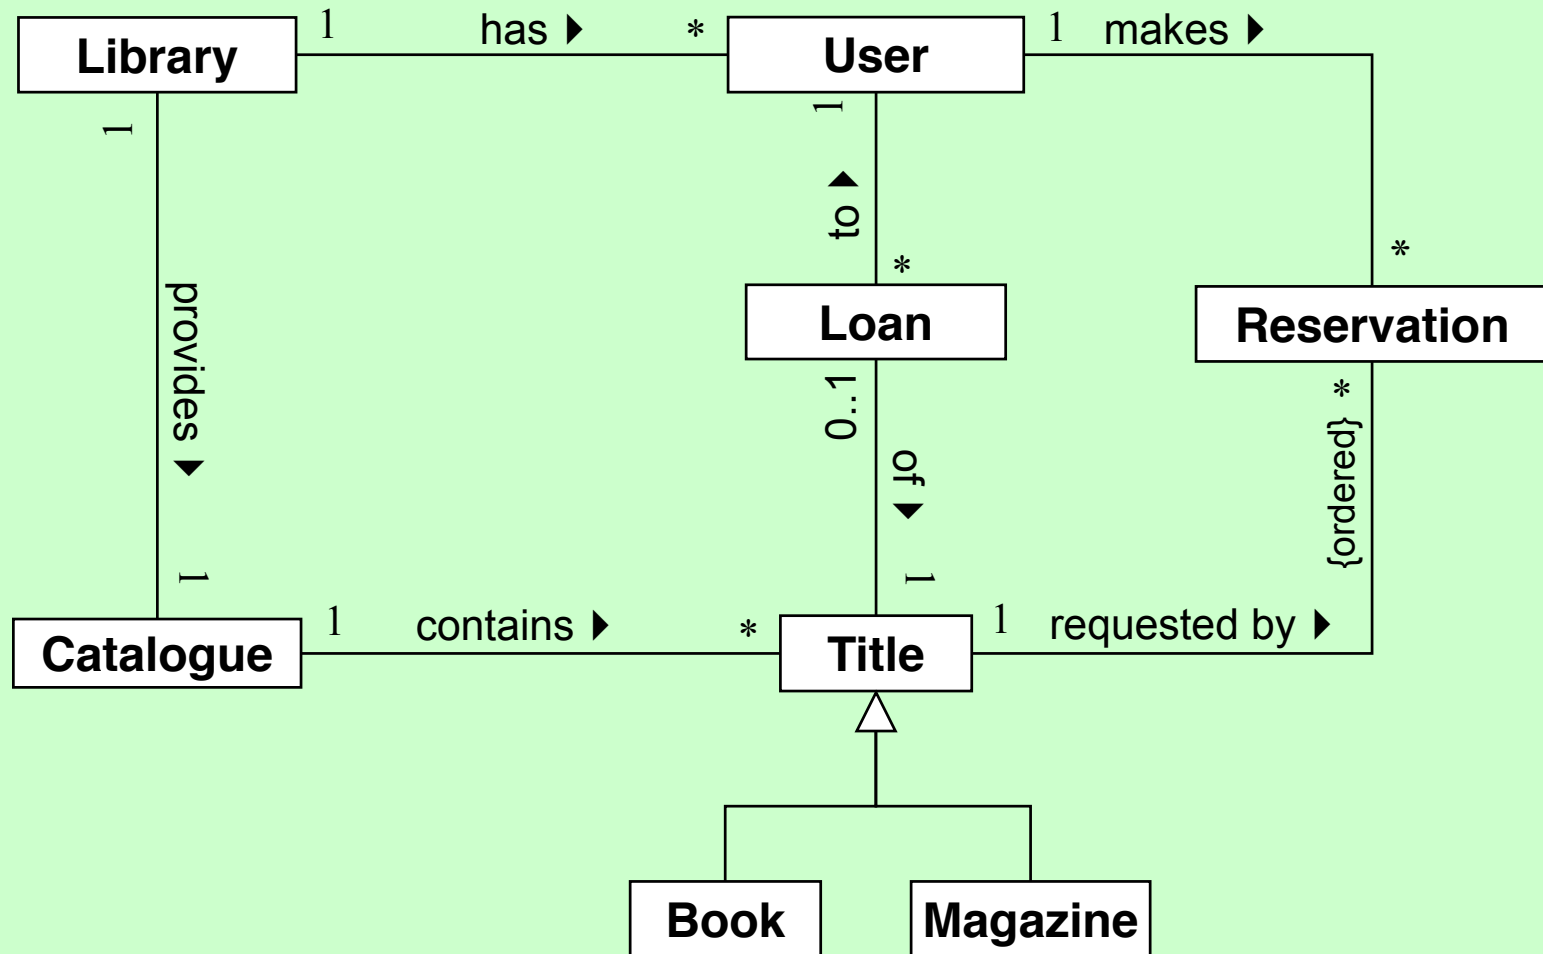 Library
1
has ▶
*
User
1
makes ▶
1
1
to ▶
*
*
provides ▶
Loan
Reservation
0..1
*
{ordered}
of ▶
1
1
Catalogue
1
contains ▶
*
Title
1
requested by ▶
Book
Magazine